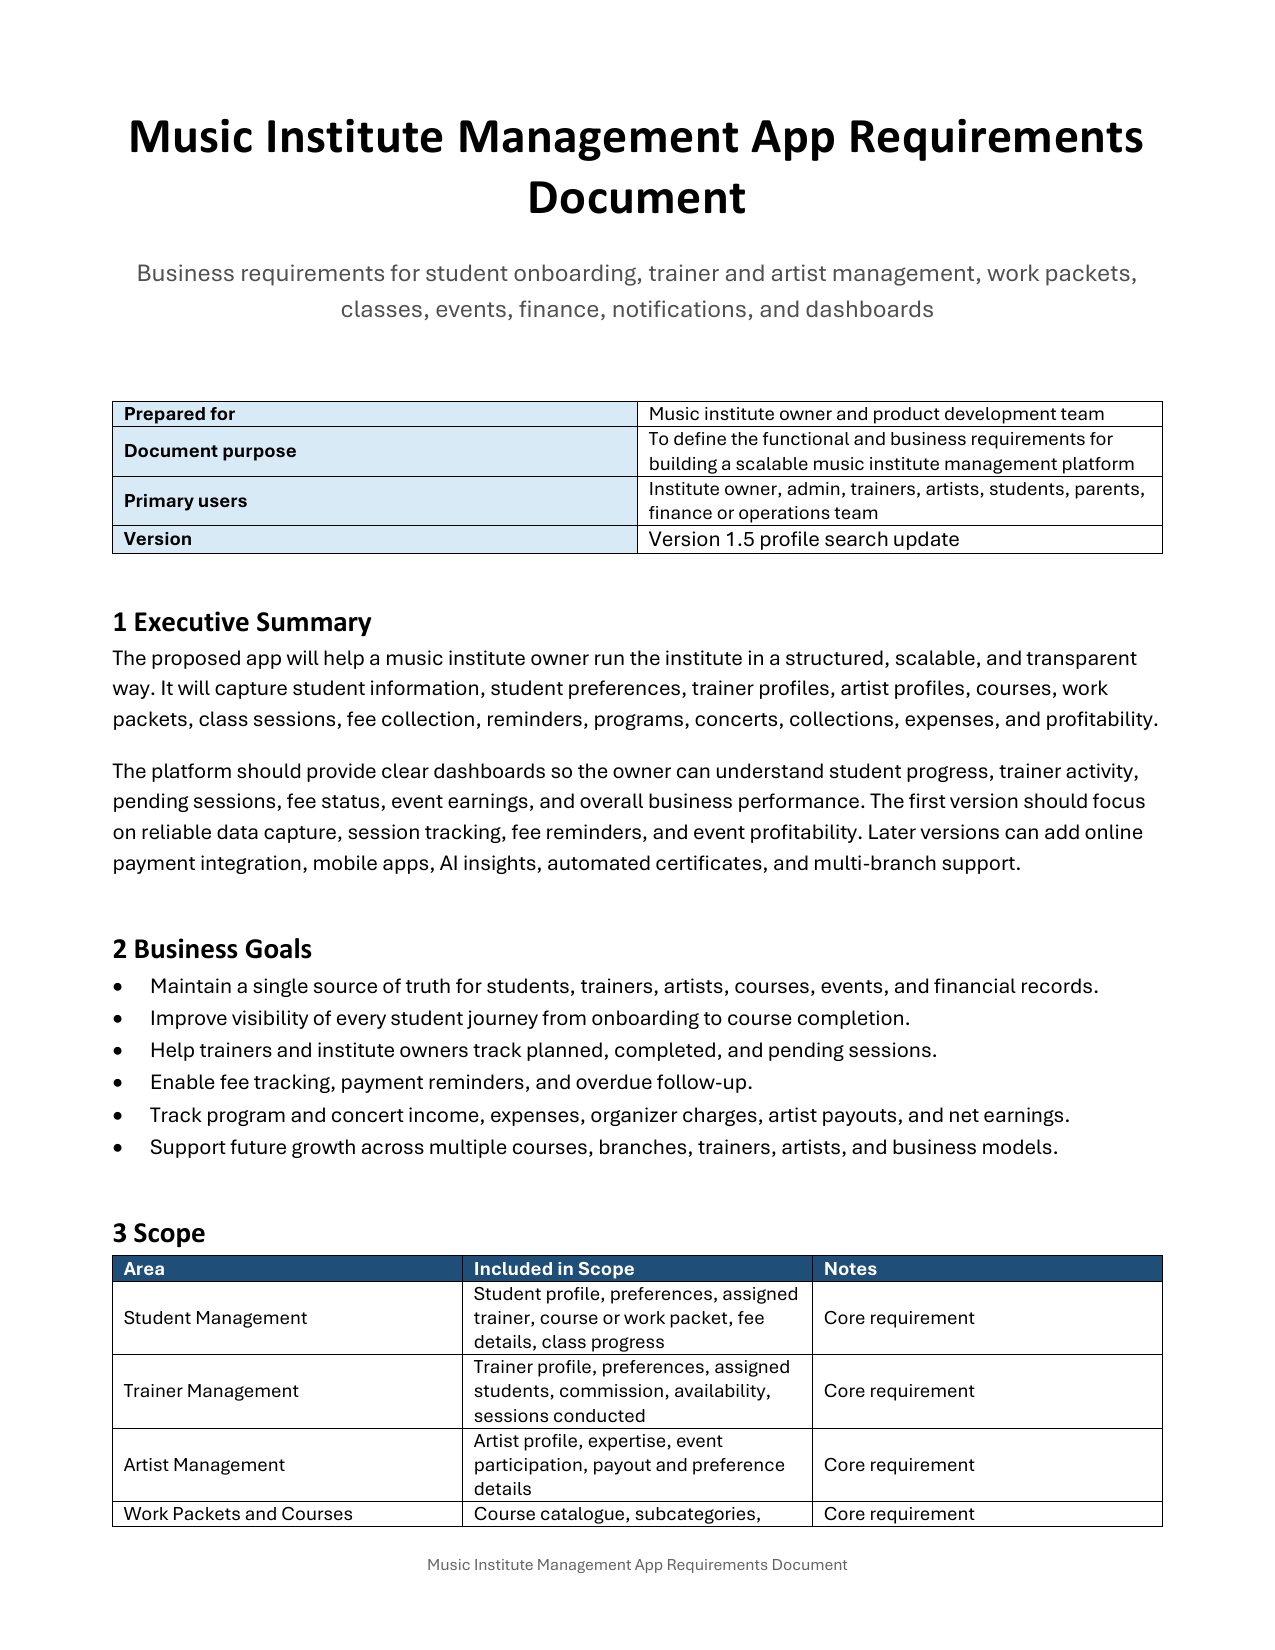 Music Institute Management App Requirements
Document
Business requirements for student onboarding, trainer and artist management, work packets,
classes, events, finance, notifications, and dashboards
Prepared for
Music institute owner and product development team
Document purpose
To define the functional and business requirements for
building a scalable music institute management platform
Primary users
Institute owner, admin, trainers, artists, students, parents,
finance or operations team
Version
Version 1.5 profile search update
1 Executive Summary
The proposed app will help a music institute owner run the institute in a structured, scalable, and transparent
way. It will capture student information, student preferences, trainer profiles, artist profiles, courses, work
packets, class sessions, fee collection, reminders, programs, concerts, collections, expenses, and profitability.
The platform should provide clear dashboards so the owner can understand student progress, trainer activity,
pending sessions, fee status, event earnings, and overall business performance. The first version should focus
on reliable data capture, session tracking, fee reminders, and event profitability. Later versions can add online
payment integration, mobile apps, AI insights, automated certificates, and multi-branch support.
2 Business Goals
• Maintain a single source of truth for students, trainers, artists, courses, events, and financial records.
• Improve visibility of every student journey from onboarding to course completion.
• Help trainers and institute owners track planned, completed, and pending sessions.
• Enable fee tracking, payment reminders, and overdue follow-up.
• Track program and concert income, expenses, organizer charges, artist payouts, and net earnings.
• Support future growth across multiple courses, branches, trainers, artists, and business models.
3 Scope
Area
Included in Scope
Notes
Student Management
Student profile, preferences, assigned
trainer, course or work packet, fee
details, class progress
Core requirement
Trainer Management
Trainer profile, preferences, assigned
students, commission, availability,
sessions conducted
Core requirement
Artist Management
Artist profile, expertise, event
participation, payout and preference
details
Core requirement
Work Packets and Courses
Course catalogue, subcategories,
Core requirement
Music Institute Management App Requirements Document